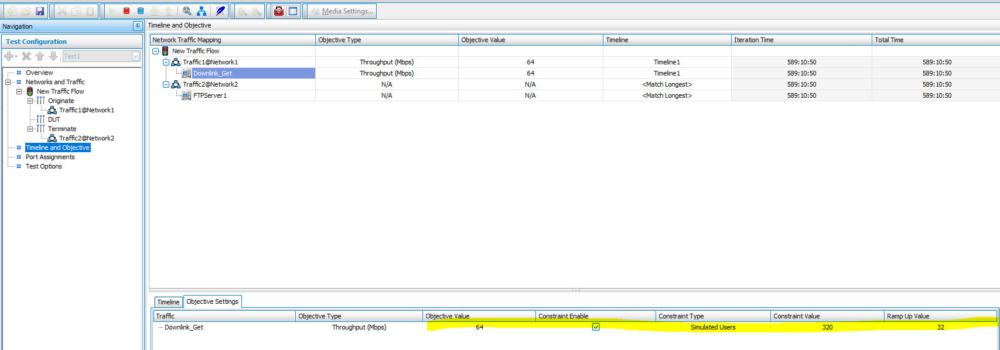 Media Settings...
Navigation
Test Configuration
Test1
Overview
Networks and Traffic
New Traffic Flow
Originate
Traffic1@Network1
DUT
Terminate
Traffic2@Network2
Timeline and Objective
Port Assignments
Test Options
Timeline and Objective
Network Traffic Mapping Objective Type Objective Value Timeline Iteration Time Total Time
New Traffic Flow
Traffic1@Network1 Throughput (Mbps) 64 Timeline1 589:10:50 589:10:50
Downlink_Get Throughput (Mbps) 64 Timeline1 589:10:50 589:10:50
Traffic2@Network2 N/A N/A <Match Longest> 589:10:50 589:10:50
FTPServer1 N/A N/A <Match Longest> 589:10:50 589:10:50
Timeline Objective Settings
Traffic Objective Type Objective Value Constraint Enable Constraint Type Constraint Value Ramp Up Value
Downlink_Get Throughput (Mbps) 64 Simulated Users 320 32